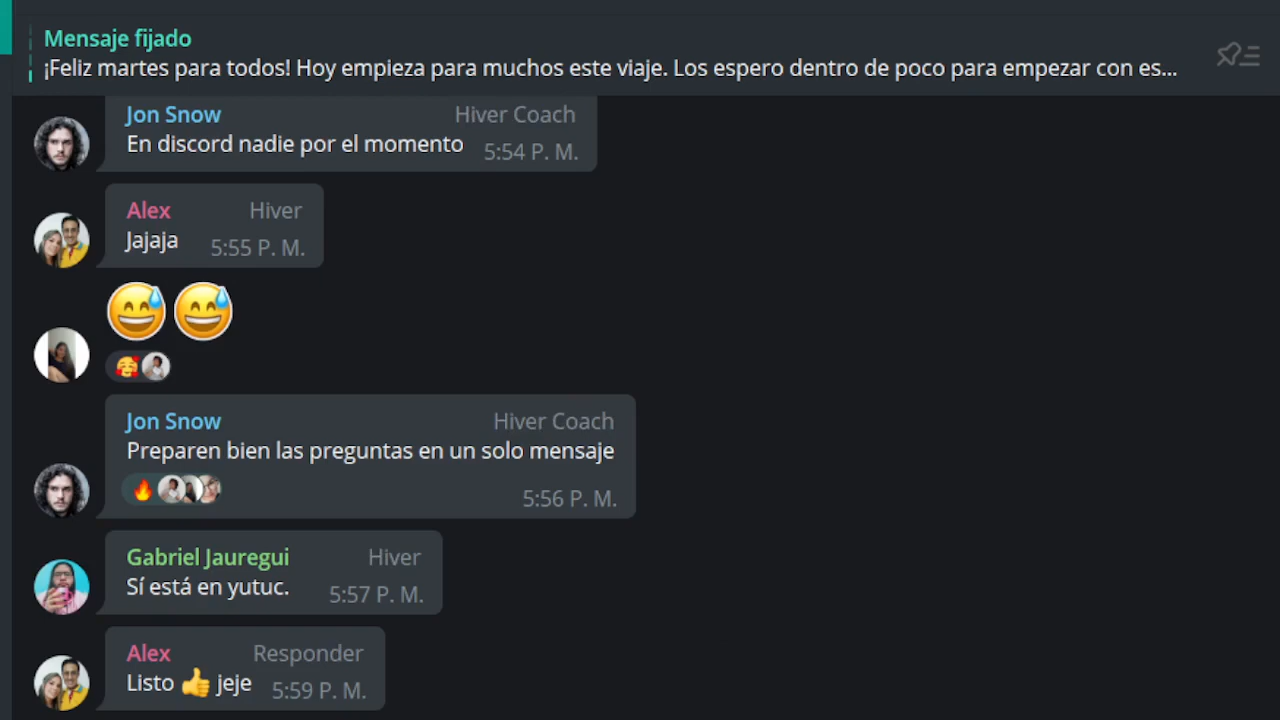 Mensaje fijado
¡Feliz martes para todos! Hoy empieza para muchos este viaje. Los espero dentro de poco para empezar con es...
Jon Snow Hiver Coach
En discord nadie por el momento 5:54 P. M.
Alex Hiver
Jajaja 5:55 P. M.
😅😅
🥰
Jon Snow Hiver Coach
Preparen bien las preguntas en un solo mensaje
🔥 5:56 P. M.
Gabriel Jauregui Hiver
Sí está en yutuc. 5:57 P. M.
Alex Responder
Listo 👍 jeje 5:59 P. M.